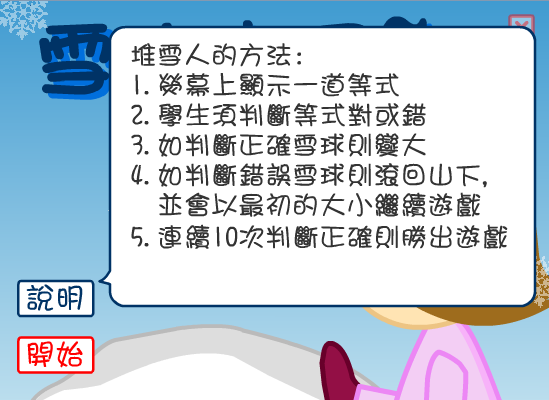 雪
堆雪人的方法:
1. 熒幕上顯示一道等式
2. 學生須判斷等式對或錯
3. 如判斷正確雪球則變大
4. 如判斷錯誤雪球則滾回山下,
並會以最初的大小繼續遊戲
5. 連續10次判斷正確則勝出遊戲
說明
開始